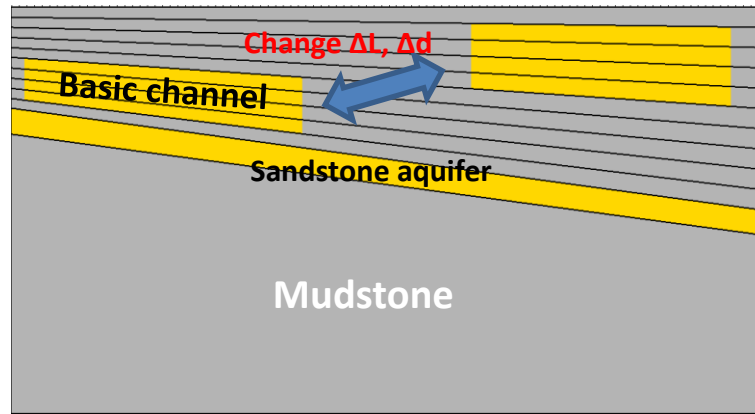 Change ΔL, Δd
Basic channel
Sandstone aquifer
Mudstone